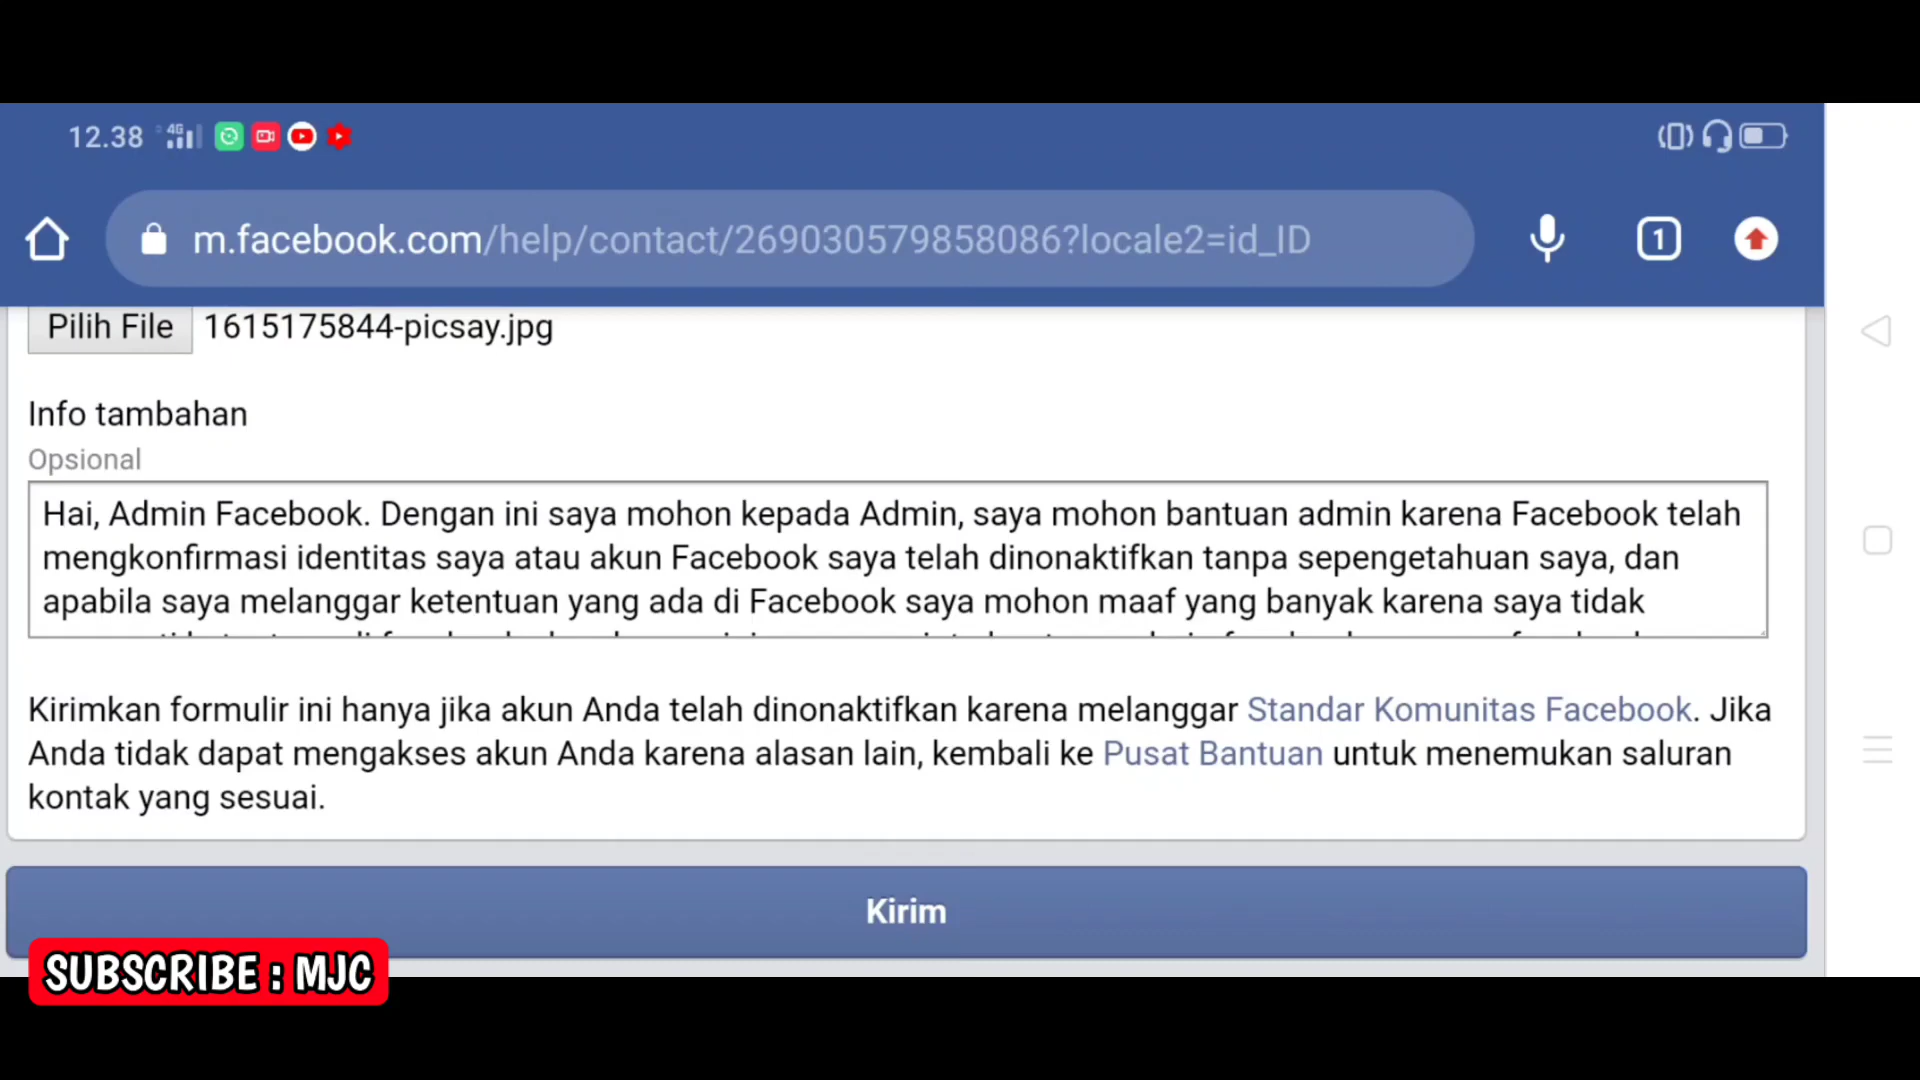 12.38 4G
m.facebook.com/help/contact/269030579858086?locale2=id_ID
1
Pilih File 1615175844-picsay.jpg
Info tambahan
Opsional
Hai, Admin Facebook. Dengan ini saya mohon kepada Admin, saya mohon bantuan admin karena Facebook telah
mengkonfirmasi identitas saya atau akun Facebook saya telah dinonaktifkan tanpa sepengetahuan saya, dan
apabila saya melanggar ketentuan yang ada di Facebook saya mohon maaf yang banyak karena saya tidak
Kirimkan formulir ini hanya jika akun Anda telah dinonaktifkan karena melanggar Standar Komunitas Facebook. Jika
Anda tidak dapat mengakses akun Anda karena alasan lain, kembali ke Pusat Bantuan untuk menemukan saluran
kontak yang sesuai.
Kirim
SUBSCRIBE : MJC